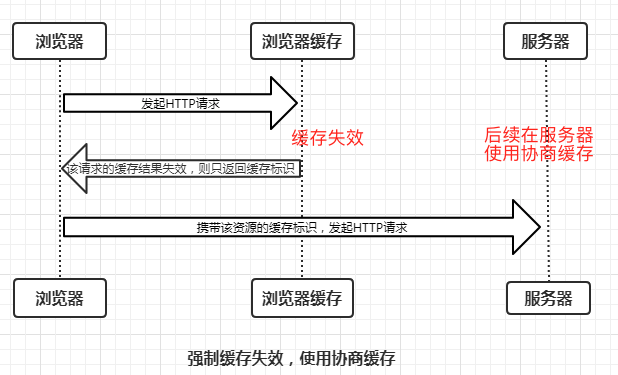 浏览器
浏览器缓存
服务器
发起HTTP请求
缓存失效
后续在服务器
使用协商缓存
该请求的缓存结果失效，则只返回缓存标识
携带该资源的缓存标识，发起HTTP请求
浏览器
浏览器缓存
服务器
强制缓存失效，使用协商缓存